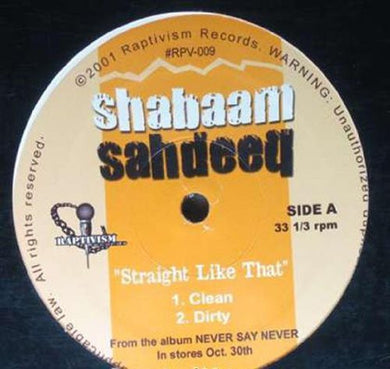 ©2001 Raptivism Records. WARNING: Unauthorized
#RPV-009
shabaam
sahdeeq
SIDE A
33 1/3 rpm
RAPTIVISM
"Straight Like That"
1. Clean
2. Dirty
From the album NEVER SAY NEVER
In stores Oct. 30th
law. All rights reserved.